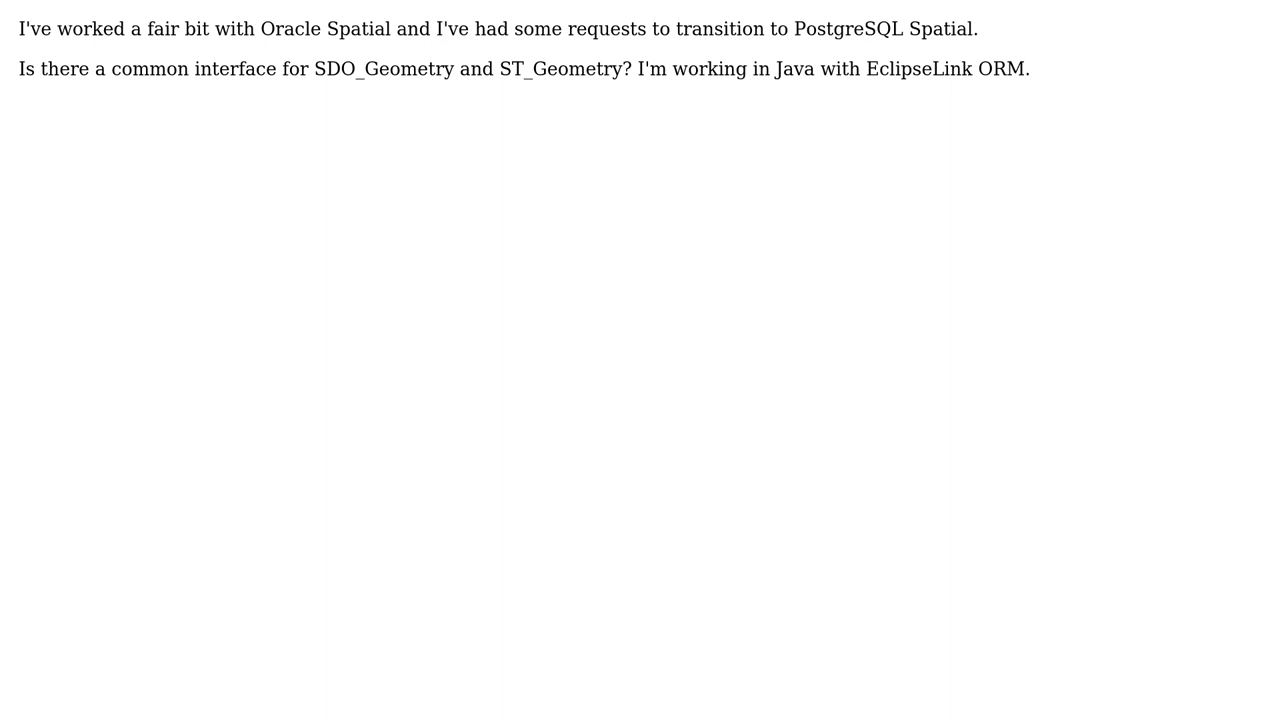 I've worked a fair bit with Oracle Spatial and I've had some requests to transition to PostgreSQL Spatial.
Is there a common interface for SDO_Geometry and ST_Geometry? I'm working in Java with EclipseLink ORM.